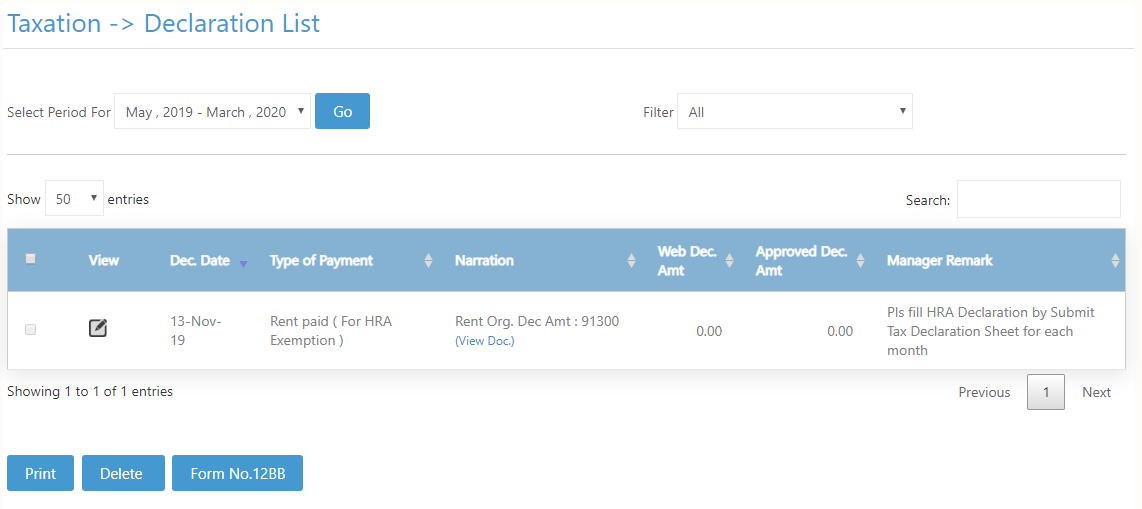 Taxation -> Declaration List
Select Period For May , 2019 - March , 2020 Go Filter All
Show 50 entries Search:
View Dec. Date Type of Payment Narration Web Dec. Amt Approved Dec. Amt Manager Remark
13-Nov-19 Rent paid ( For HRA Exemption ) Rent Org. Dec Amt : 91300 (View Doc.) 0.00 0.00 Pls fill HRA Declaration by Submit Tax Declaration Sheet for each month
Showing 1 to 1 of 1 entries Previous 1 Next
Print Delete Form No.12BB